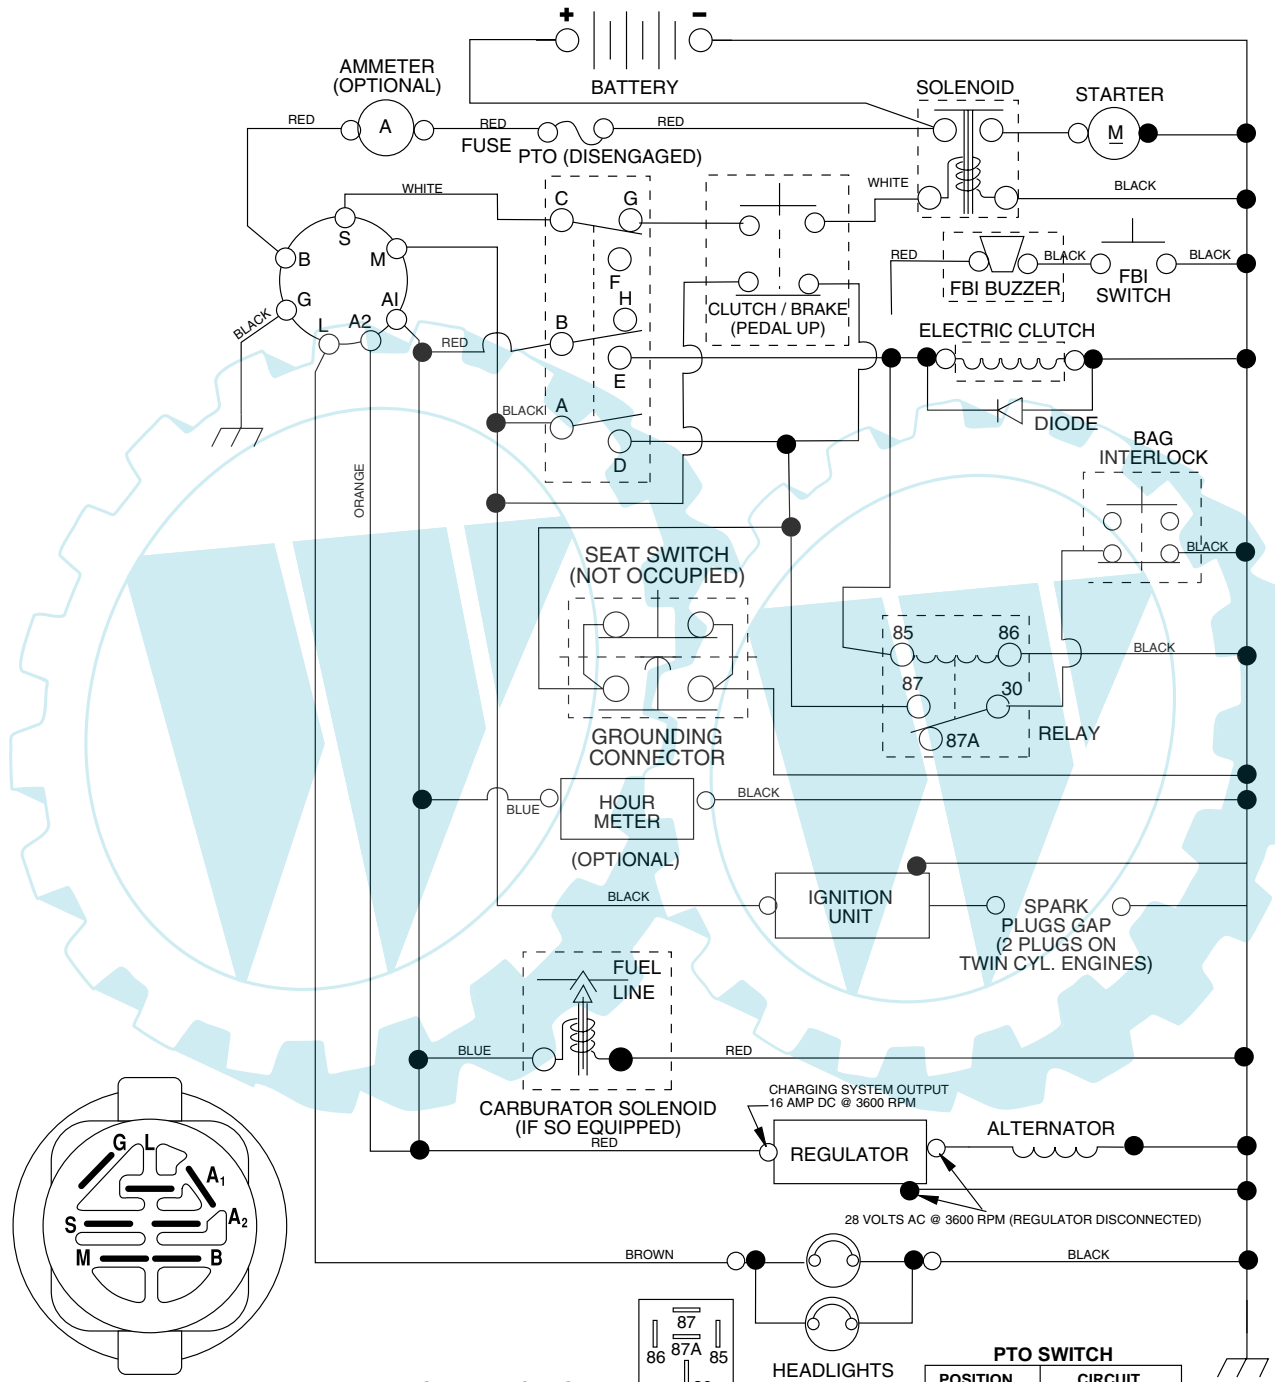 + −
BATTERY
AMMETER
(OPTIONAL)
A
RED
RED
FUSE
RED
PTO (DISENGAGED)
SOLENOID
STARTER
M
WHITE
WHITE
BLACK
S
B
M
G
A1
L
A2
BLACK
C
G
F
H
B
E
A
D
RED
BLACK
CLUTCH / BRAKE
(PEDAL UP)
RED
BLACK
BLACK
FBI BUZZER
FBI
SWITCH
ELECTRIC CLUTCH
DIODE
BAG
INTERLOCK
BLACK
ORANGE
SEAT SWITCH
(NOT OCCUPIED)
GROUNDING
CONNECTOR
85
86
BLACK
87
30
87A
RELAY
BLUE
HOUR
METER
BLACK
(OPTIONAL)
BLACK
IGNITION
UNIT
SPARK
PLUGS GAP
(2 PLUGS ON
TWIN CYL. ENGINES)
FUEL
LINE
BLUE
RED
CARBURATOR SOLENOID
(IF SO EQUIPPED)
RED
CHARGING SYSTEM OUTPUT
16 AMP DC @ 3600 RPM
REGULATOR
ALTERNATOR
28 VOLTS AC @ 3600 RPM (REGULATOR DISCONNECTED)
G L
A1
S
A2
M
B
BROWN
BLACK
HEADLIGHTS
87
86 87A 85
PTO SWITCH
POSITION CIRCUIT